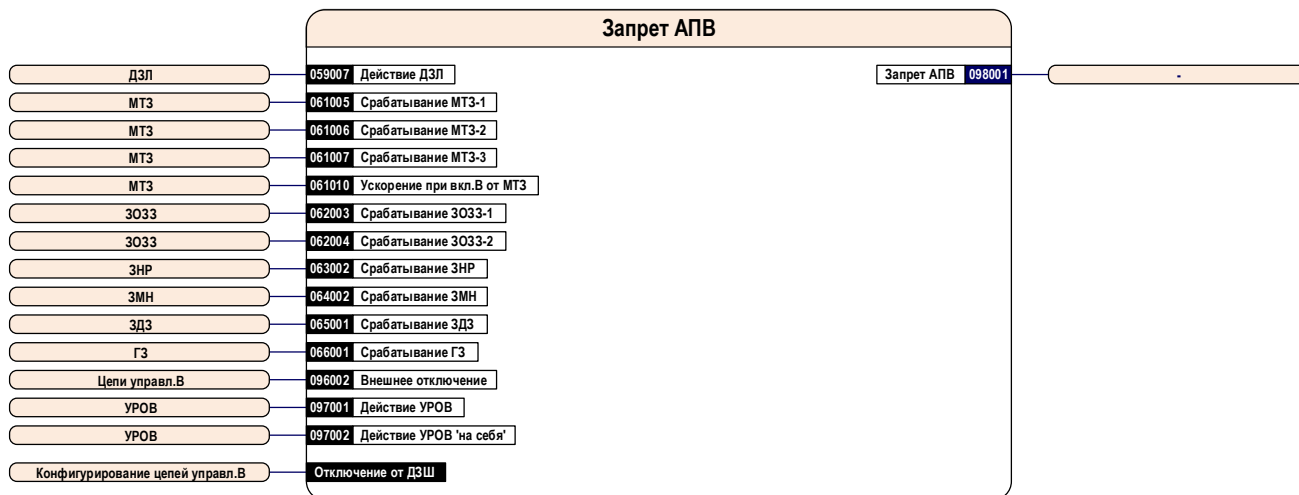 Запрет АПВ
ДЗЛ 059007 Действие ДЗЛ Запрет АПВ 098001 -
МТЗ 061005 Срабатывание МТЗ-1
МТЗ 061006 Срабатывание МТЗ-2
МТЗ 061007 Срабатывание МТЗ-3
МТЗ 061010 Ускорение при вкл.В от МТЗ
ЗОЗЗ 062003 Срабатывание ЗОЗЗ-1
ЗОЗЗ 062004 Срабатывание ЗОЗЗ-2
ЗНР 063002 Срабатывание ЗНР
ЗМН 064002 Срабатывание ЗМН
ЗДЗ 065001 Срабатывание ЗДЗ
ГЗ 066001 Срабатывание ГЗ
Цепи управл.В 096002 Внешнее отключение
УРОВ 097001 Действие УРОВ
УРОВ 097002 Действие УРОВ 'на себя'
Конфигурирование цепей управл.В Отключение от ДЗШ